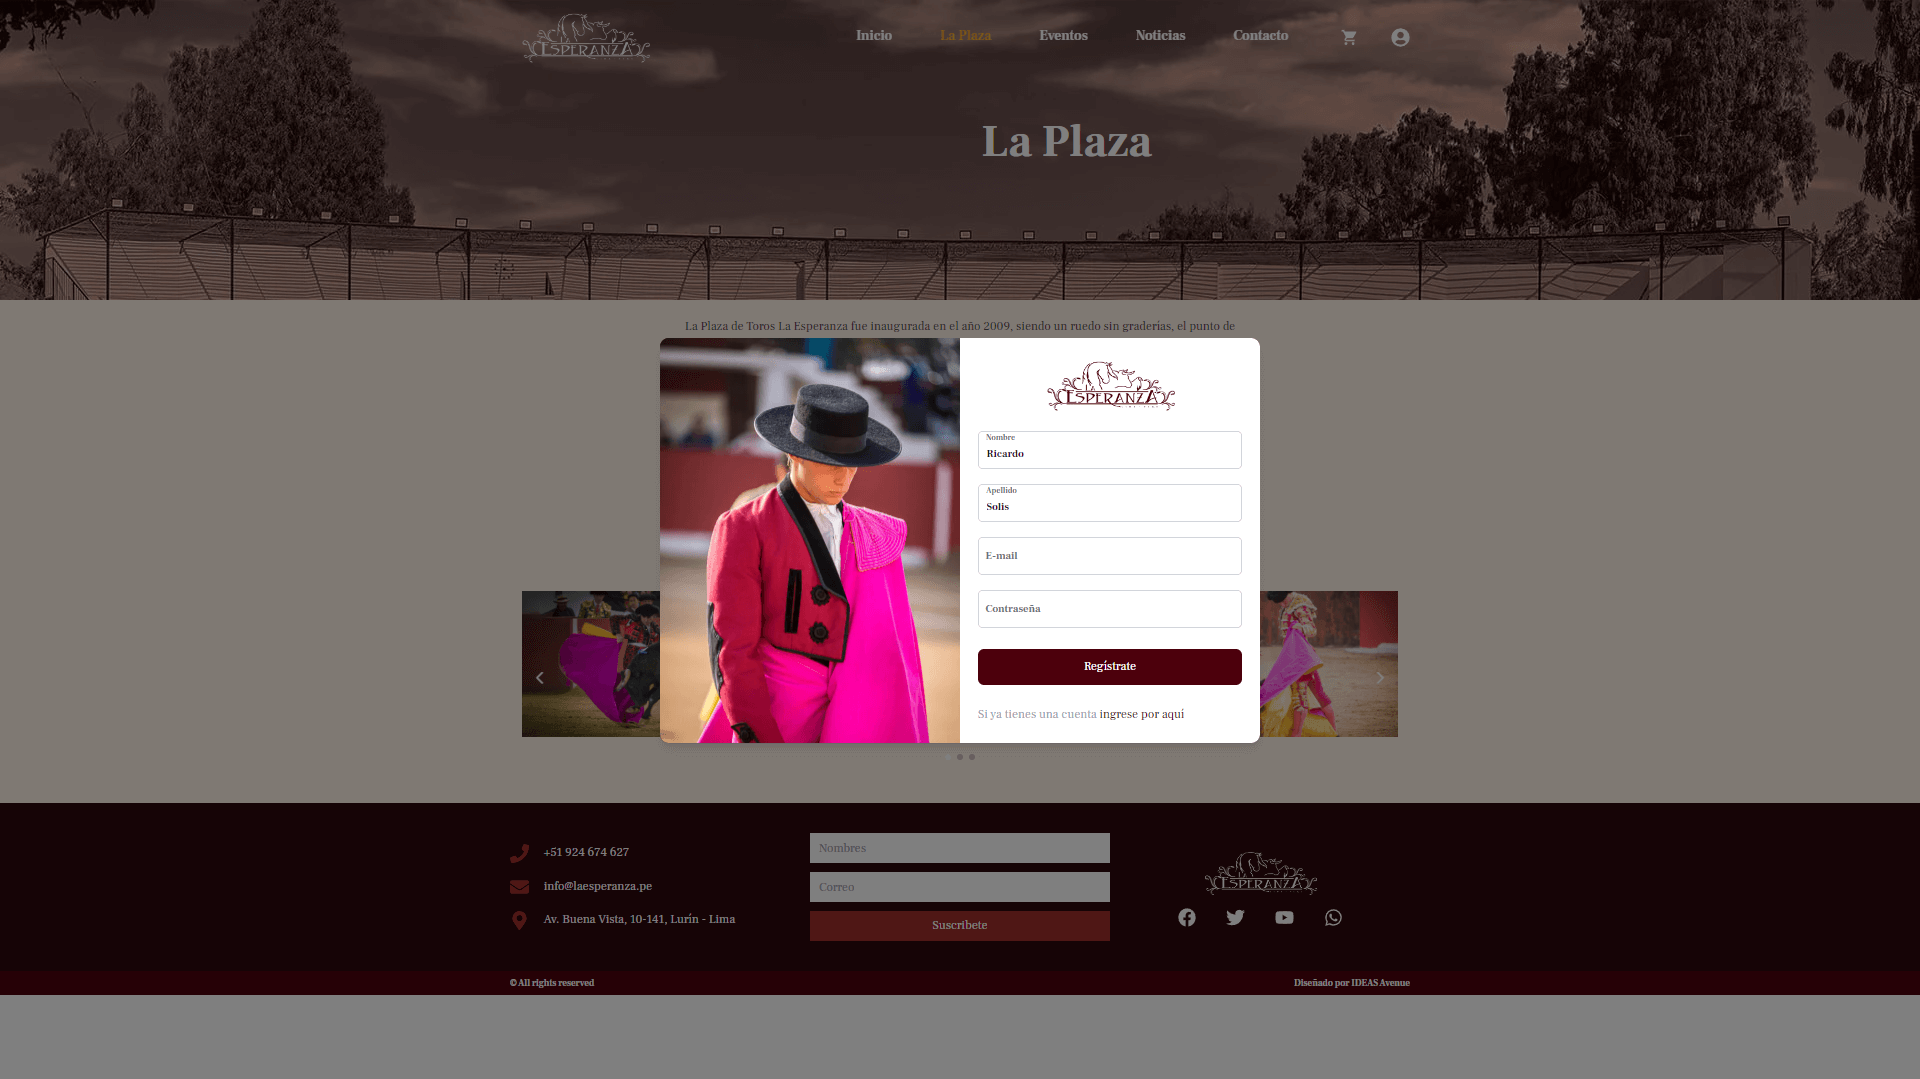 LA ESPERANZA
Inicio
La Plaza
Eventos
Noticias
Contacto
La Plaza
La Plaza de Toros La Esperanza fue inaugurada en el año 2009, siendo un ruedo sin graderías, el punto de
LA ESPERANZA
Nombre
Ricardo
Apellido
Solis
E-mail
Contraseña
Regístrate
Si ya tienes una cuenta ingrese por aquí
+51 924 674 627
info@laesperanza.pe
Av. Buena Vista, 10-141, Lurín - Lima
Nombres
Correo
Suscríbete
LA ESPERANZA
© All rights reserved
Diseñado por IDEAS Avenue